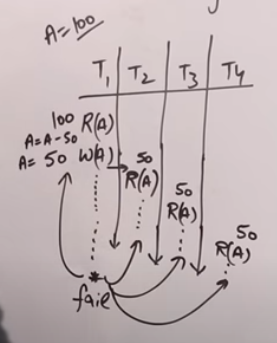 A=100
T1 T2 T3 T4
100 R(A)
A=A-50
A= 50 W(A)
50
R(A)
50
R(A)
50
R(A)
fail